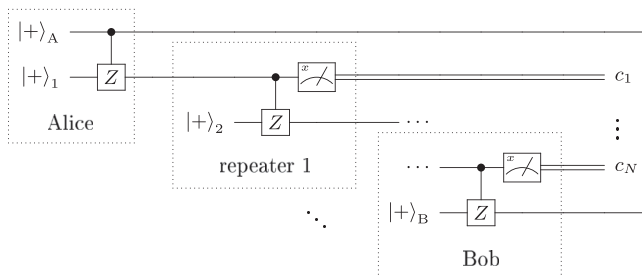 |+⟩A
|+⟩1 Z x c1
Alice |+⟩2 Z ...
repeater 1 ... x cN
|+⟩B Z
Bob